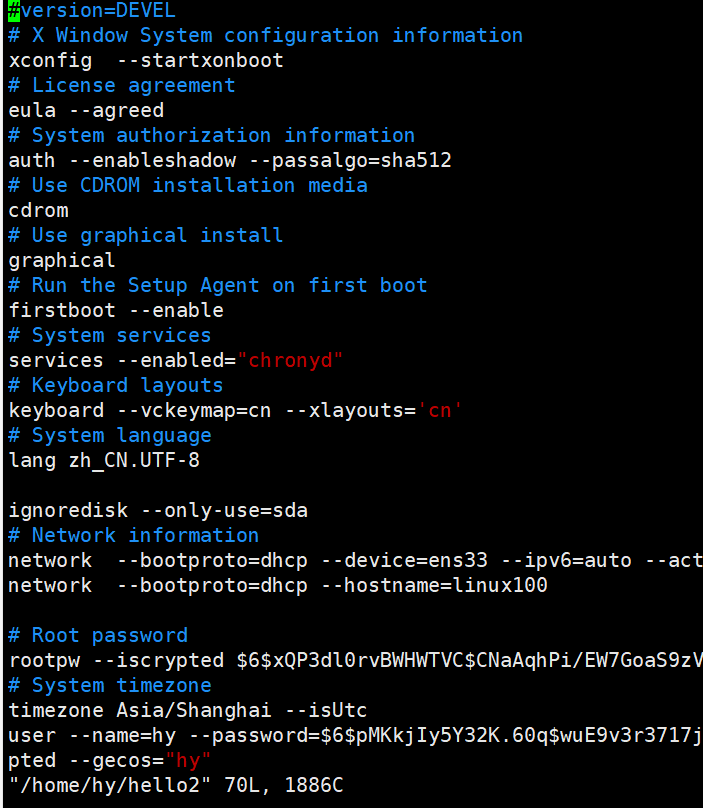 #version=DEVEL
# X Window System configuration information
xconfig  --startxonboot
# License agreement
eula --agreed
# System authorization information
auth --enableshadow --passalgo=sha512
# Use CDROM installation media
cdrom
# Use graphical install
graphical
# Run the Setup Agent on first boot
firstboot --enable
# System services
services --enabled="chronyd"
# Keyboard layouts
keyboard --vckeymap=cn --xlayouts='cn'
# System language
lang zh_CN.UTF-8
ignoredisk --only-use=sda
# Network information
network  --bootproto=dhcp --device=ens33 --ipv6=auto --act
network  --bootproto=dhcp --hostname=linux100
# Root password
rootpw --iscrypted $6$xQP3dl0rvBWHWTVC$CNaAqhPi/EW7GoaS9zV
# System timezone
timezone Asia/Shanghai --isUtc
user --name=hy --password=$6$pMKkjIy5Y32K.60q$wuE9v3r3717j
pted --gecos="hy"
"/home/hy/hello2" 70L, 1886C